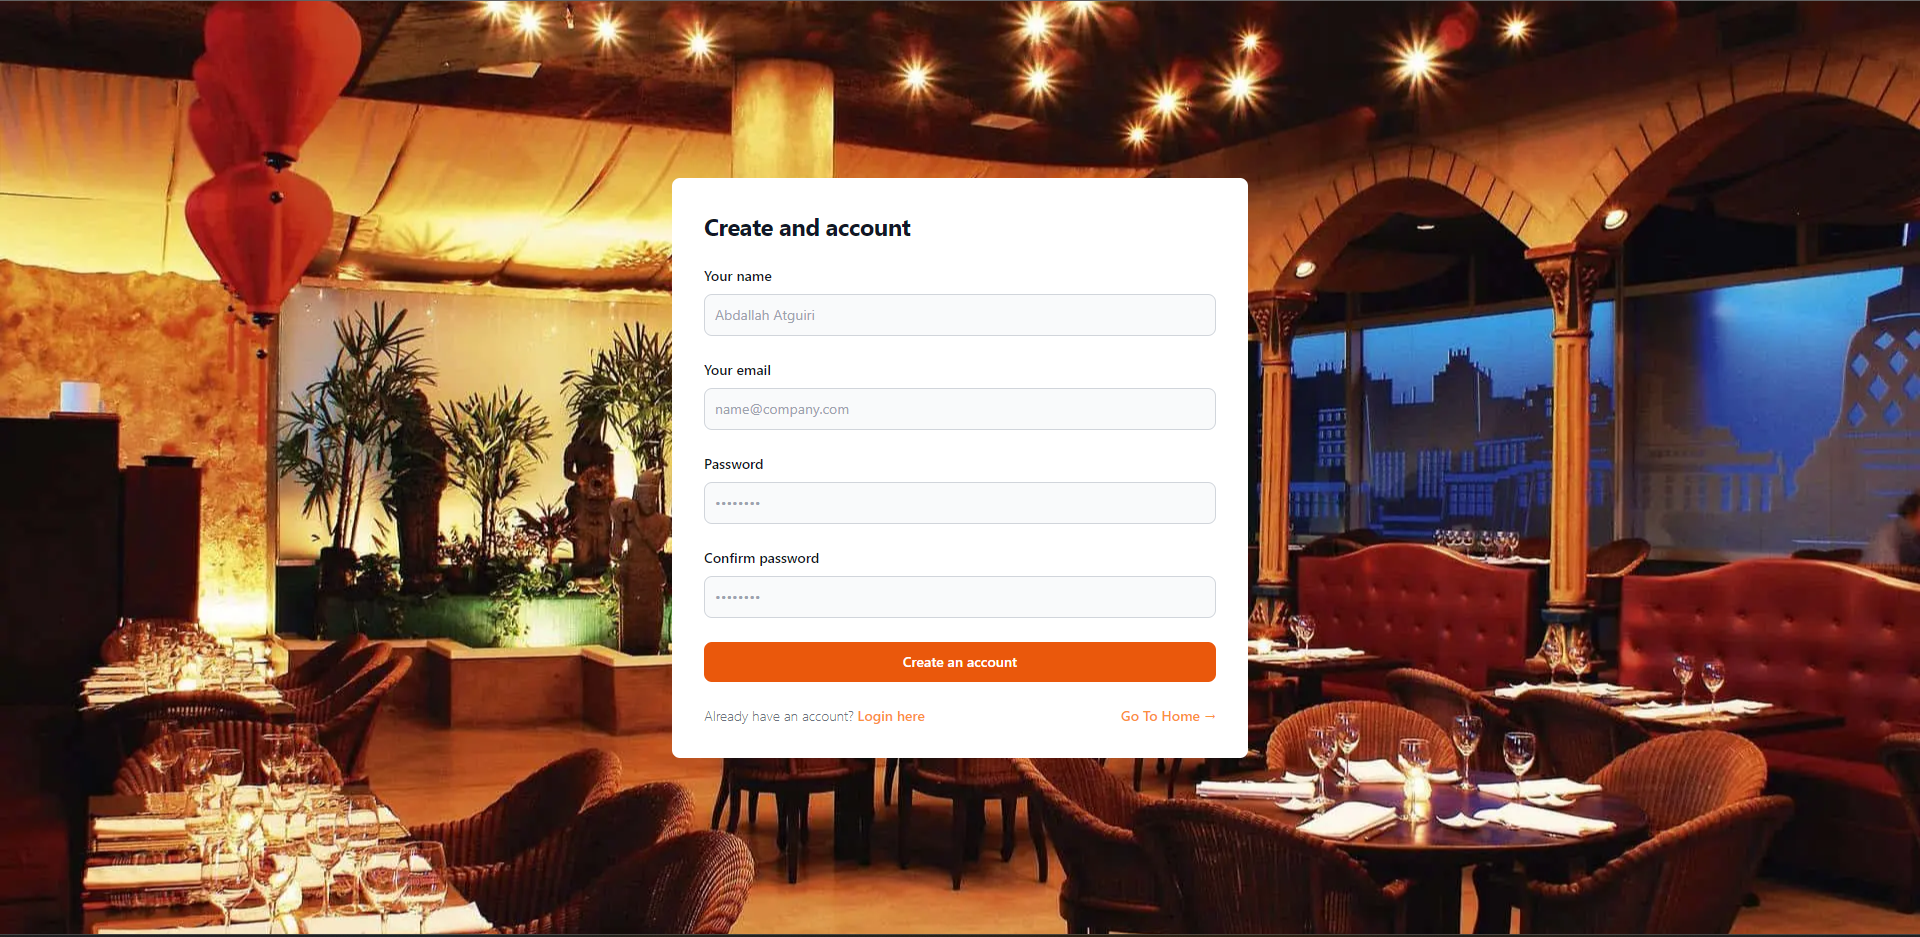 Create and account
Your name
Abdallah Atguiri
Your email
name@company.com
Password
••••••••
Confirm password
••••••••
Create an account
Already have an account? Login here
Go To Home →